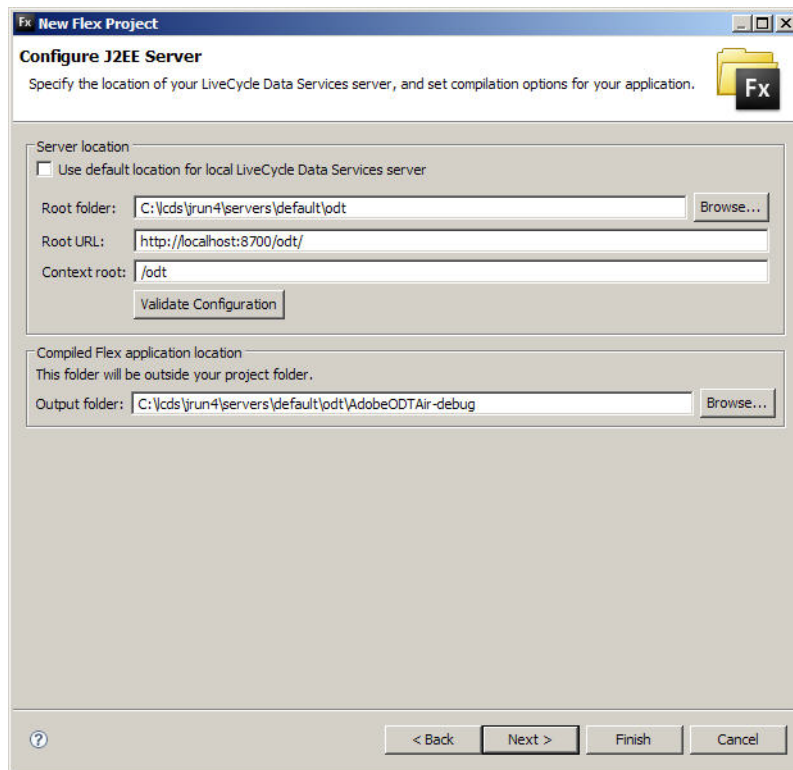 Fx New Flex Project
Configure J2EE Server
Specify the location of your LiveCycle Data Services server, and set compilation options for your application.
Fx
Server location
Use default location for local LiveCycle Data Services server
Root folder: C:\lcds\jrun4\servers\default\odt Browse...
Root URL: http://localhost:8700/odt/
Context root: /odt
Validate Configuration
Compiled Flex application location
This folder will be outside your project folder.
Output folder: C:\lcds\jrun4\servers\default\odt\AdobeODTAir-debug Browse...
? < Back Next > Finish Cancel